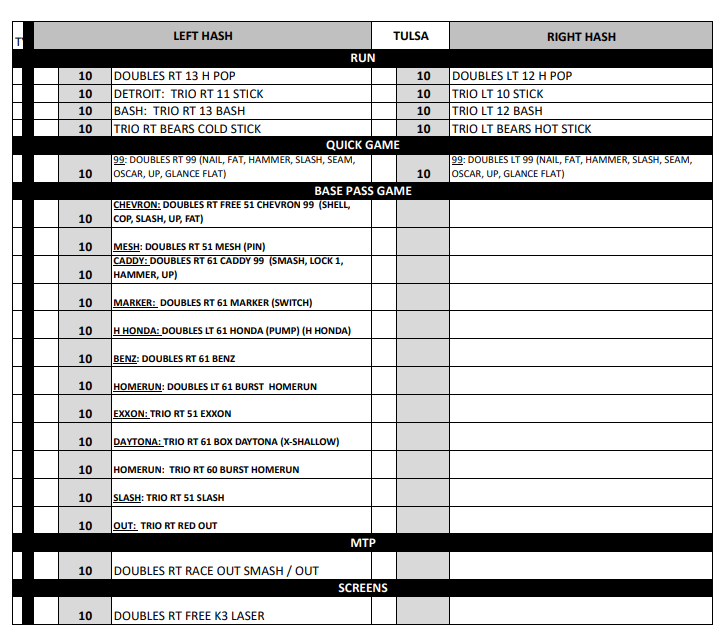 LEFT HASH TULSA RIGHT HASH
RUN
10 DOUBLES RT 13 H POP 10 DOUBLES LT 12 H POP
10 DETROIT: TRIO RT 11 STICK 10 TRIO LT 10 STICK
10 BASH: TRIO RT 13 BASH 10 TRIO LT 12 BASH
10 TRIO RT BEARS COLD STICK 10 TRIO LT BEARS HOT STICK
QUICK GAME
99: DOUBLES RT 99 (NAIL, FAT, HAMMER, SLASH, SEAM, 99: DOUBLES LT 99 (NAIL, FAT, HAMMER, SLASH, SEAM,
10 OSCAR, UP, GLANCE FLAT) 10 OSCAR, UP, GLANCE FLAT)
BASE PASS GAME
CHEVRON: DOUBLES RT FREE 51 CHEVRON 99 (SHELL,
10 COP, SLASH, UP, FAT)
10 MESH: DOUBLES RT 51 MESH (PIN)
CADDY: DOUBLES RT 61 CADDY 99 (SMASH, LOCK 1,
10 HAMMER, UP)
10 MARKER: DOUBLES RT 61 MARKER (SWITCH)
10 H HONDA: DOUBLES LT 61 HONDA (PUMP) (H HONDA)
10 BENZ: DOUBLES RT 61 BENZ
10 HOMERUN: DOUBLES LT 61 BURST HOMERUN
10 EXXON: TRIO RT 51 EXXON
10 DAYTONA: TRIO RT 61 BOX DAYTONA (X-SHALLOW)
10 HOMERUN: TRIO RT 60 BURST HOMERUN
10 SLASH: TRIO RT 51 SLASH
10 OUT: TRIO RT RED OUT
MTP
10 DOUBLES RT RACE OUT SMASH / OUT
SCREENS
10 DOUBLES RT FREE K3 LASER